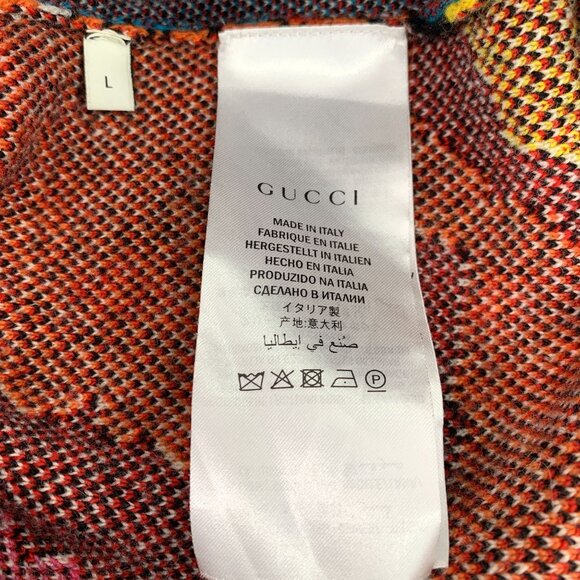 L
GUCCI
MADE IN ITALY
FABRIQUE EN ITALIE
HERGESTELLT IN ITALIEN
HECHO EN ITALIA
PRODUZIDO NA ITALIA
СДЕЛАНО В ИТАЛИИ
イタリア製
产地:意大利
صُنع في إيطاليا
P